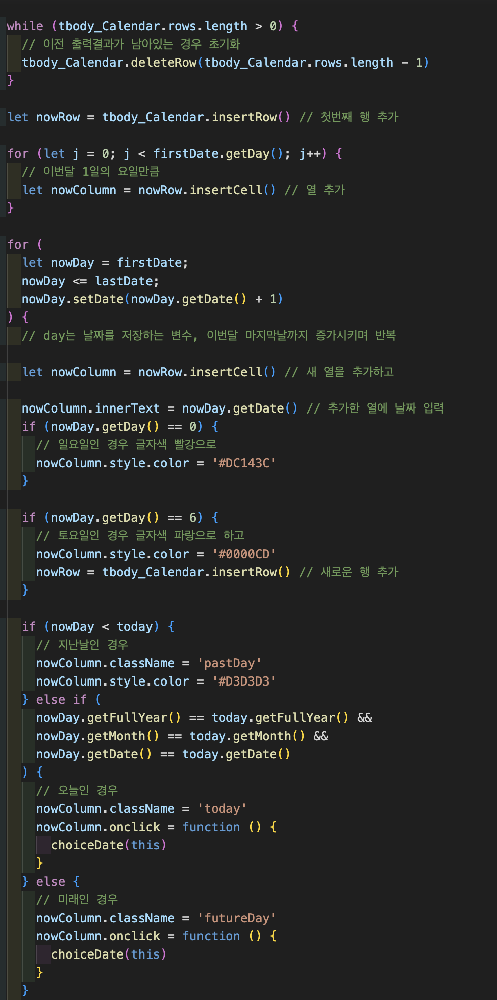 while (tbody_Calendar.rows.length > 0) {
// 이전 출력결과가 남아있는 경우 초기화
tbody_Calendar.deleteRow(tbody_Calendar.rows.length - 1)
}
let nowRow = tbody_Calendar.insertRow() // 첫번째 행 추가
for (let j = 0; j < firstDate.getDay(); j++) {
// 이번달 1일의 요일만큼
let nowColumn = nowRow.insertCell() // 열 추가
}
for (
let nowDay = firstDate;
nowDay <= lastDate;
nowDay.setDate(nowDay.getDate() + 1)
) {
// day는 날짜를 저장하는 변수, 이번달 마지막날까지 증가시키며 반복
let nowColumn = nowRow.insertCell() // 새 열을 추가하고
nowColumn.innerText = nowDay.getDate() // 추가한 열에 날짜 입력
if (nowDay.getDay() == 0) {
// 일요일인 경우 글자색 빨강으로
nowColumn.style.color = '#DC143C'
}
if (nowDay.getDay() == 6) {
// 토요일인 경우 글자색 파랑으로 하고
nowColumn.style.color = '#0000CD'
nowRow = tbody_Calendar.insertRow() // 새로운 행 추가
}
if (nowDay < today) {
// 지난날인 경우
nowColumn.className = 'pastDay'
nowColumn.style.color = '#D3D3D3'
} else if (
nowDay.getFullYear() == today.getFullYear() &&
nowDay.getMonth() == today.getMonth() &&
nowDay.getDate() == today.getDate()
) {
// 오늘인 경우
nowColumn.className = 'today'
nowColumn.onclick = function () {
choiceDate(this)
}
} else {
// 미래인 경우
nowColumn.className = 'futureDay'
nowColumn.onclick = function () {
choiceDate(this)
}
}